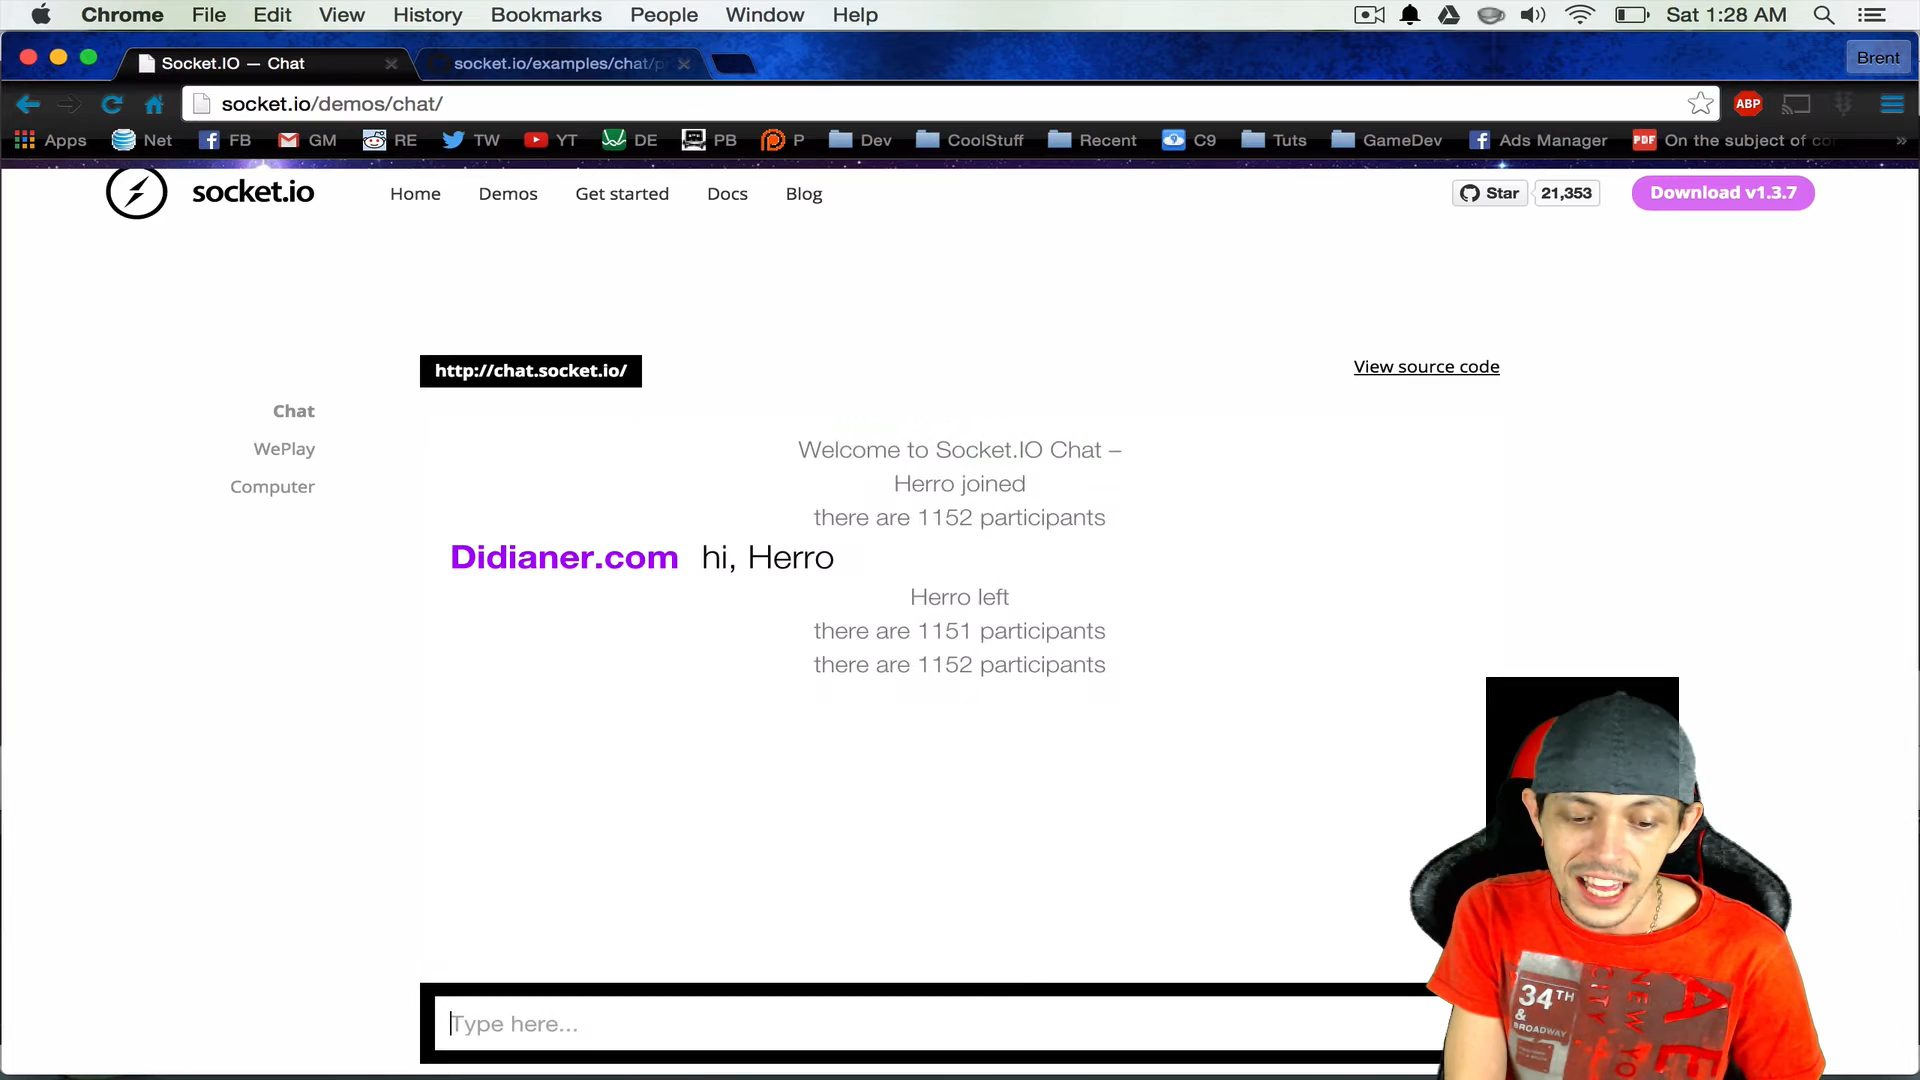 Chrome File Edit View History Bookmarks People Window Help Sat 1:28 AM
Socket.IO — Chat socket.io/examples/chat/ Brent
socket.io/demos/chat/ ABP
Apps Net FB GM RE TW YT DE PB P Dev CoolStuff Recent C9 Tuts GameDev Ads Manager PDF On the subject of »
socket.io Home Demos Get started Docs Blog Star 21,353 Download v1.3.7
http://chat.socket.io/ View source code
Chat
WePlay
Computer
Welcome to Socket.IO Chat –
Herro joined
there are 1152 participants
Didianer.com hi, Herro
Herro left
there are 1151 participants
there are 1152 participants
Type here...
34TH
&
BROADWAY
NEW YO
CITY